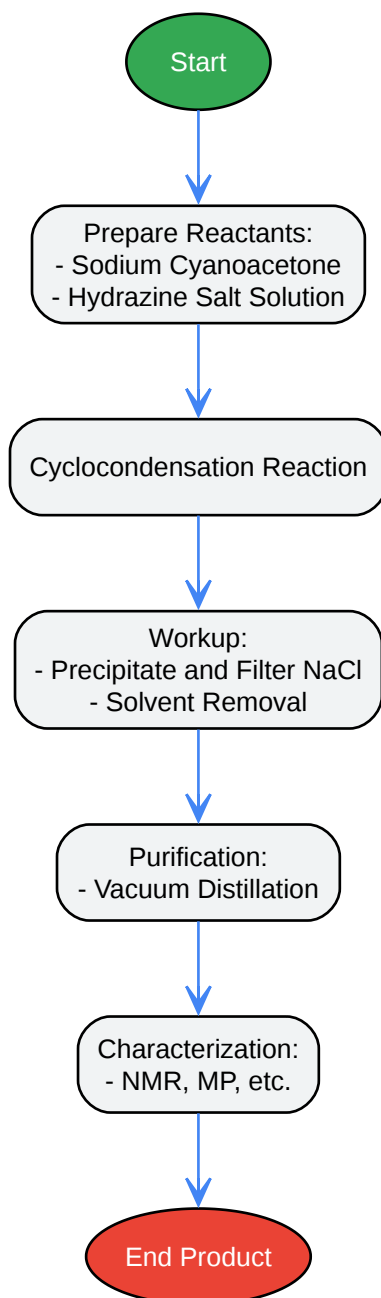 Start
Prepare Reactants:
- Sodium Cyanoacetone
- Hydrazine Salt Solution
Cyclocondensation Reaction
Workup:
- Precipitate and Filter NaCl
- Solvent Removal
Purification:
- Vacuum Distillation
Characterization:
- NMR, MP, etc.
End Product